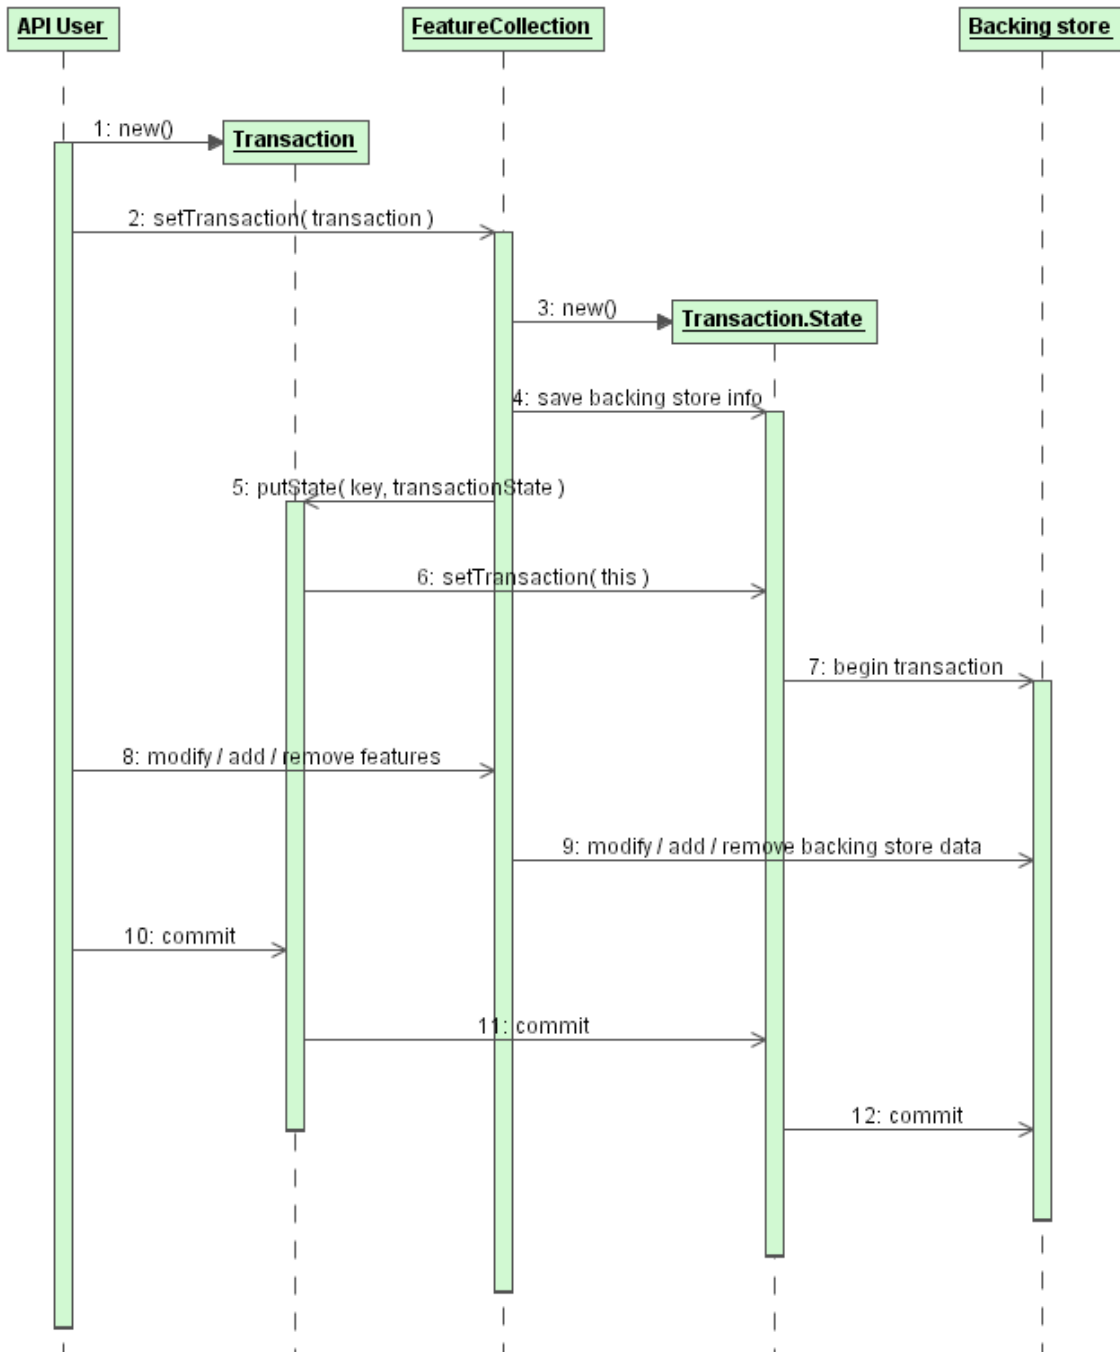 API User
FeatureCollection
Backing store
1: new()
Transaction
2: setTransaction( transaction )
3: new()
Transaction.State
4: save backing store info
5: putState( key, transactionState )
6: setTransaction( this )
7: begin transaction
8: modify / add / remove features
9: modify / add / remove backing store data
10: commit
11: commit
12: commit